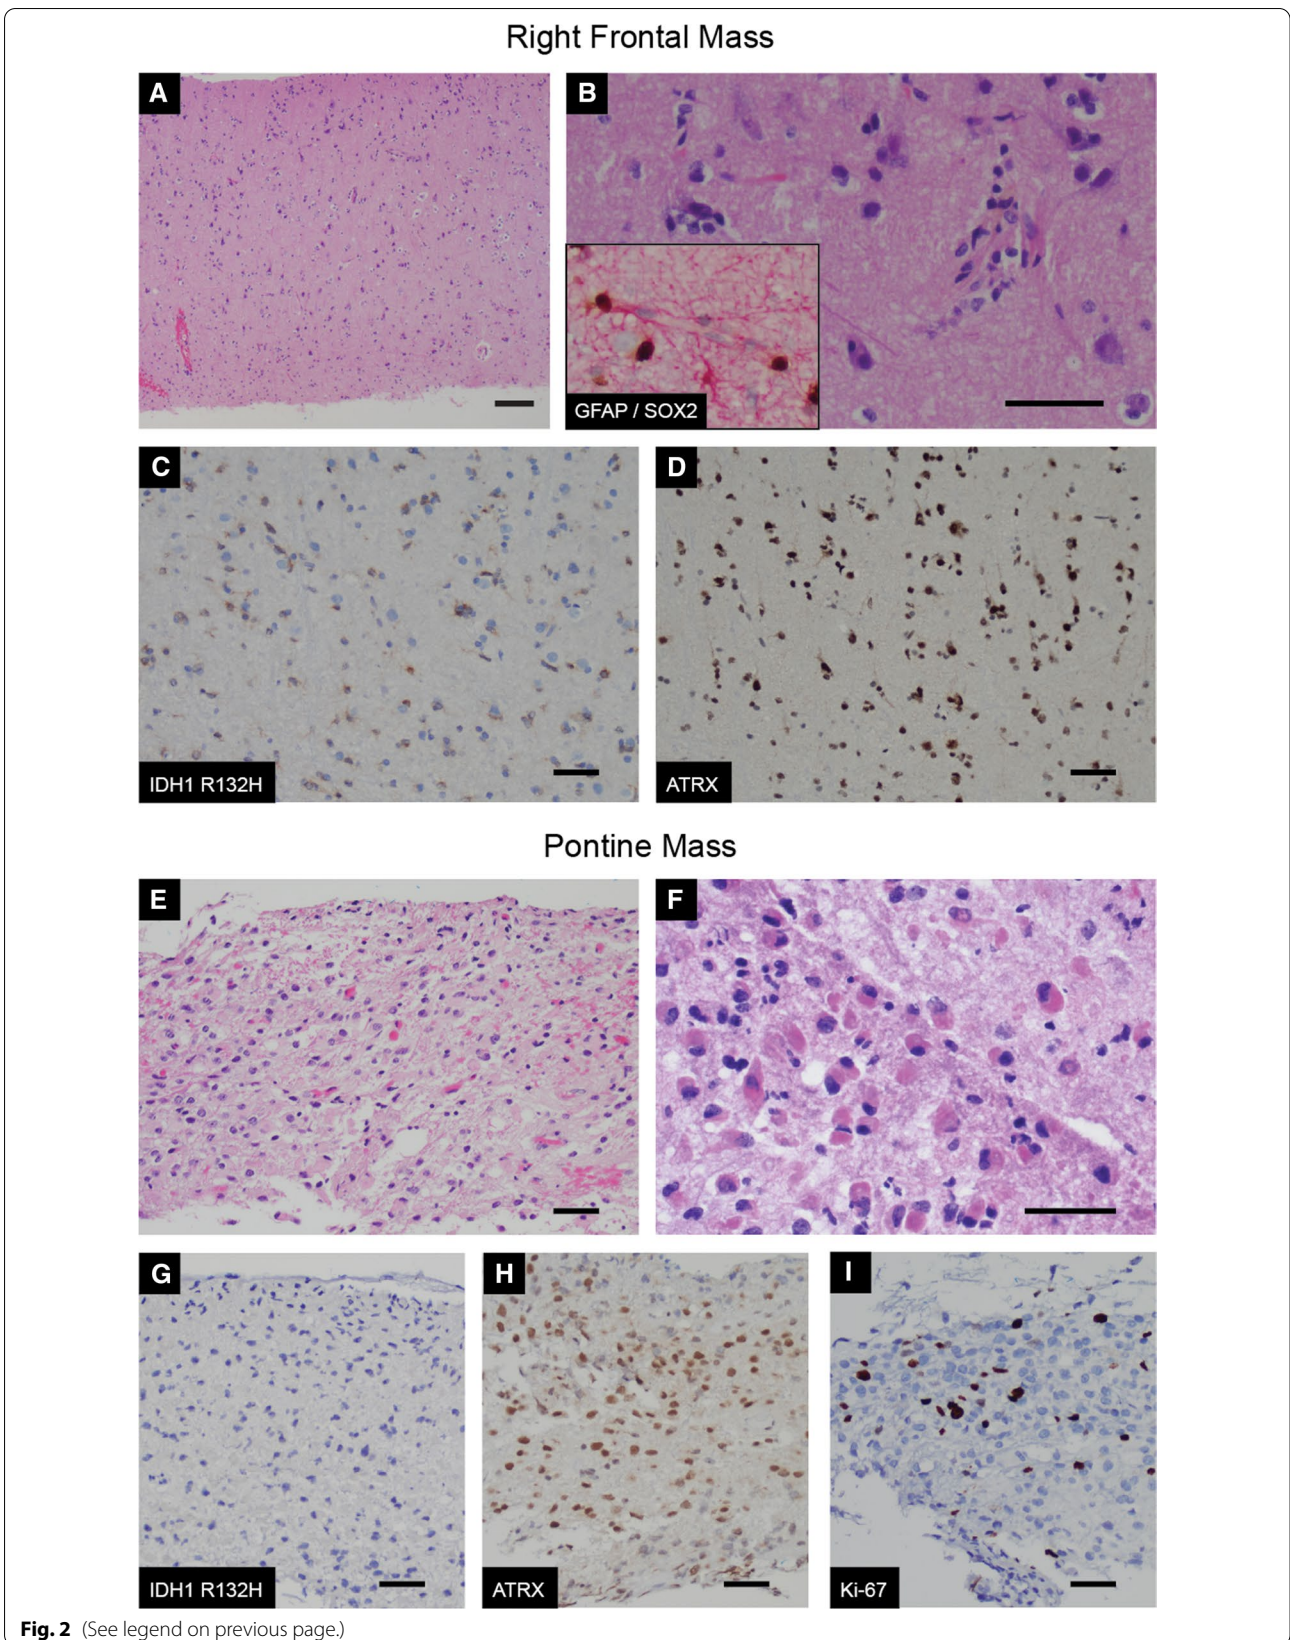 Right Frontal Mass
A
B
GFAP / SOX2
C
D
IDH1 R132H
ATRX
Pontine Mass
E
F
G
H
I
IDH1 R132H
ATRX
Ki-67
Fig. 2 (See legend on previous page.)